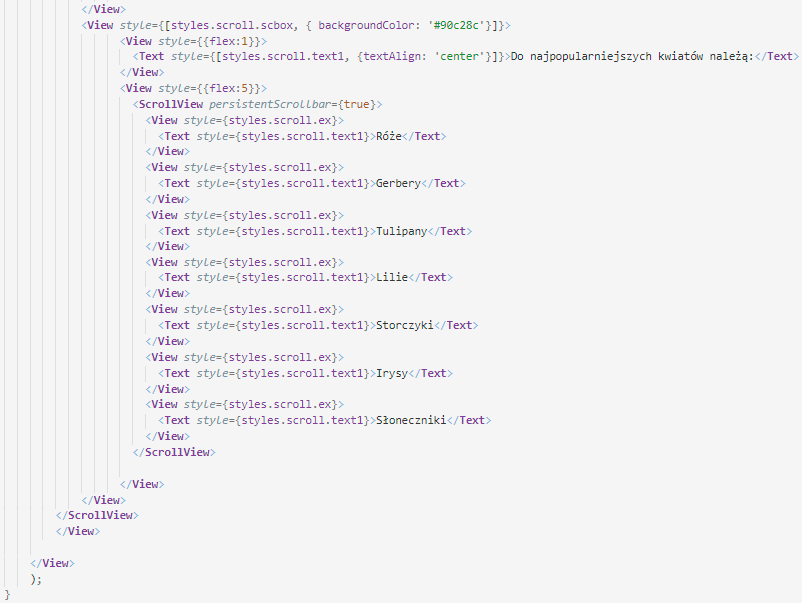 </View>
<View style={[styles.scroll.scbox, { backgroundColor: '#90c28c'}]}>
<View style={{flex:1}}>
<Text style={[styles.scroll.text1, {textAlign: 'center'}]}>Do najpopularniejszych kwiatów należą:</Text>
</View>
<View style={{flex:5}}>
<ScrollView persistentScrollbar={true}>
<View style={styles.scroll.ex}>
<Text style={styles.scroll.text1}>Róże</Text>
</View>
<View style={styles.scroll.ex}>
<Text style={styles.scroll.text1}>Gerbery</Text>
</View>
<View style={styles.scroll.ex}>
<Text style={styles.scroll.text1}>Tulipany</Text>
</View>
<View style={styles.scroll.ex}>
<Text style={styles.scroll.text1}>Lilie</Text>
</View>
<View style={styles.scroll.ex}>
<Text style={styles.scroll.text1}>Storczyki</Text>
</View>
<View style={styles.scroll.ex}>
<Text style={styles.scroll.text1}>Irysy</Text>
</View>
<View style={styles.scroll.ex}>
<Text style={styles.scroll.text1}>Słoneczniki</Text>
</View>
</ScrollView>
</View>
</View>
</ScrollView>
</View>
</View>
);
}